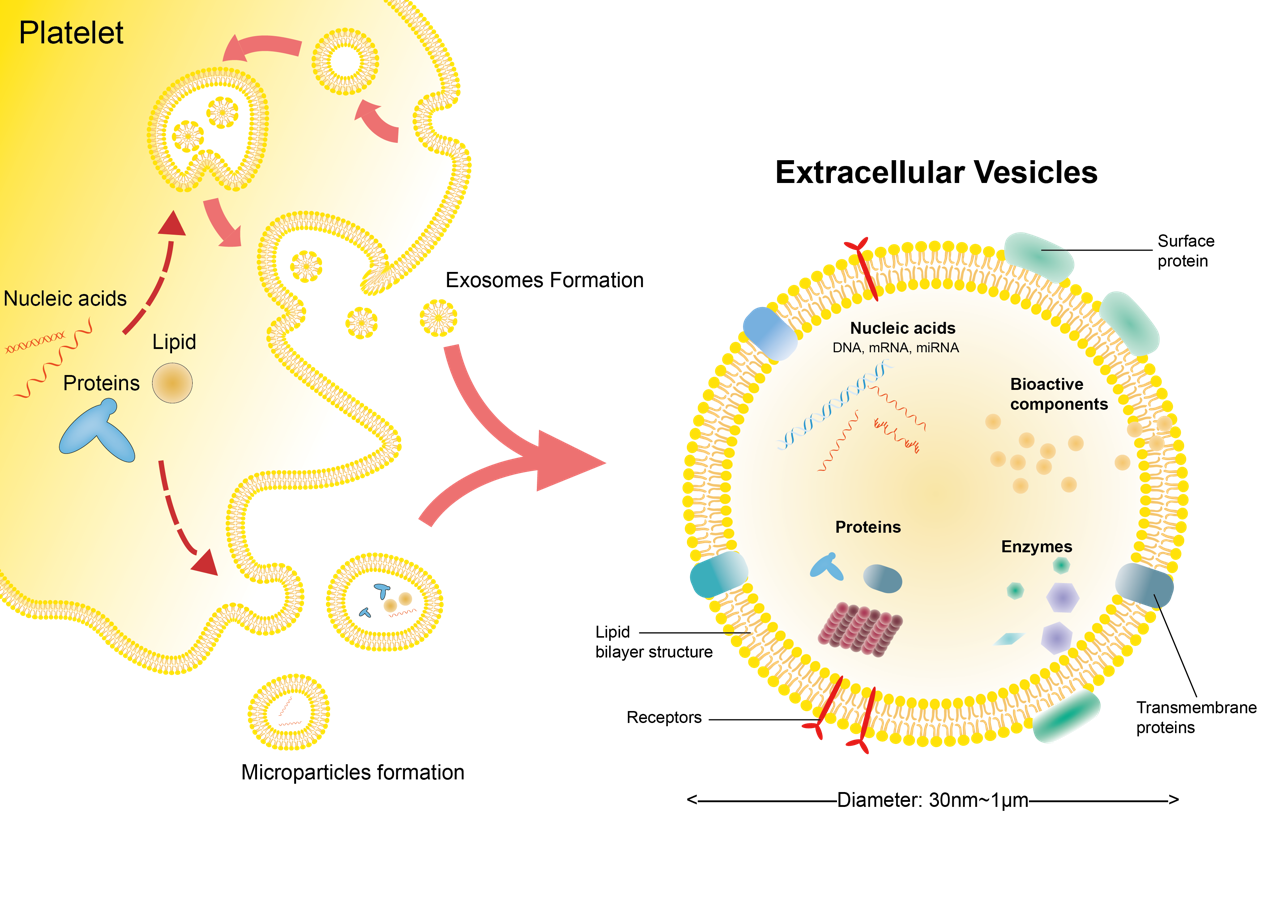 Platelet
Nucleic acids
Lipid
Proteins
Exosomes Formation
Microparticles formation
Extracellular Vesicles
Surface
protein
Nucleic acids
DNA, mRNA, miRNA
Bioactive
components
Proteins
Enzymes
Lipid
bilayer structure
Receptors
Transmembrane
proteins
Diameter: 30nm~1μm